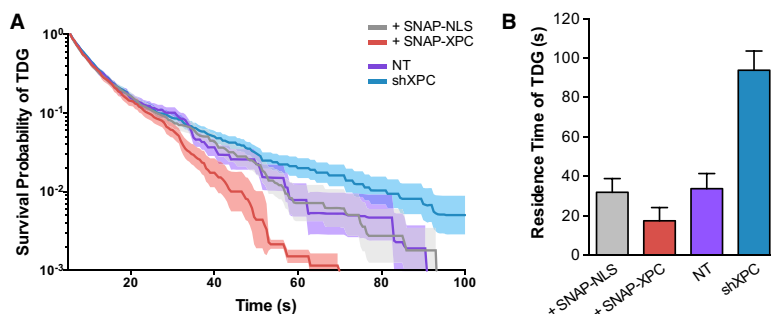 A
Survival Probability of TDG
10⁰
10⁻¹
10⁻²
10⁻³
20
40
60
80
100
Time (s)
+ SNAP-NLS
+ SNAP-XPC
NT
shXPC
B
Residence Time of TDG (s)
120
100
80
60
40
20
0
+ SNAP-NLS
+ SNAP-XPC
NT
shXPC